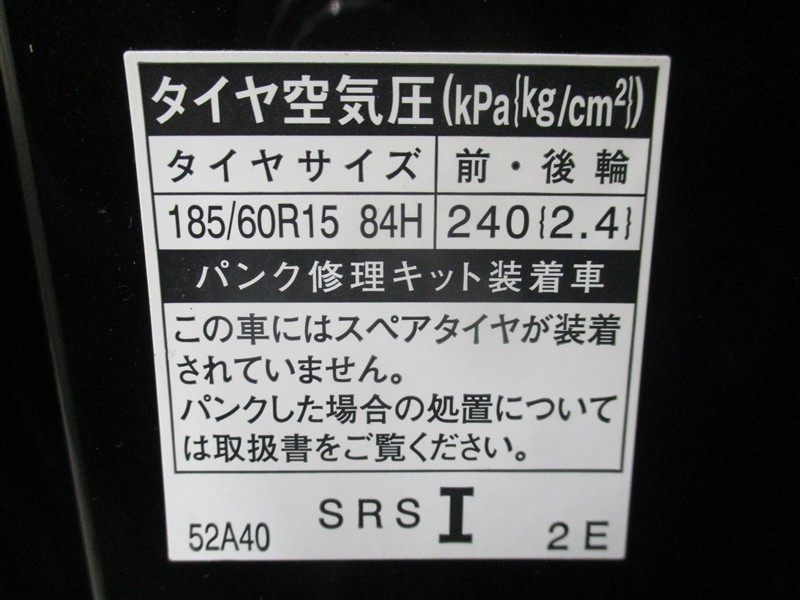 タイヤ空気圧(kPa{kg/cm²})
タイヤサイズ 前・後輪
185/60R15 84H 240{2.4}
パンク修理キット装着車
この車にはスペアタイヤが装着
されていません。
パンクした場合の処置について
は取扱書をご覧ください。
52A40 SRS I 2E